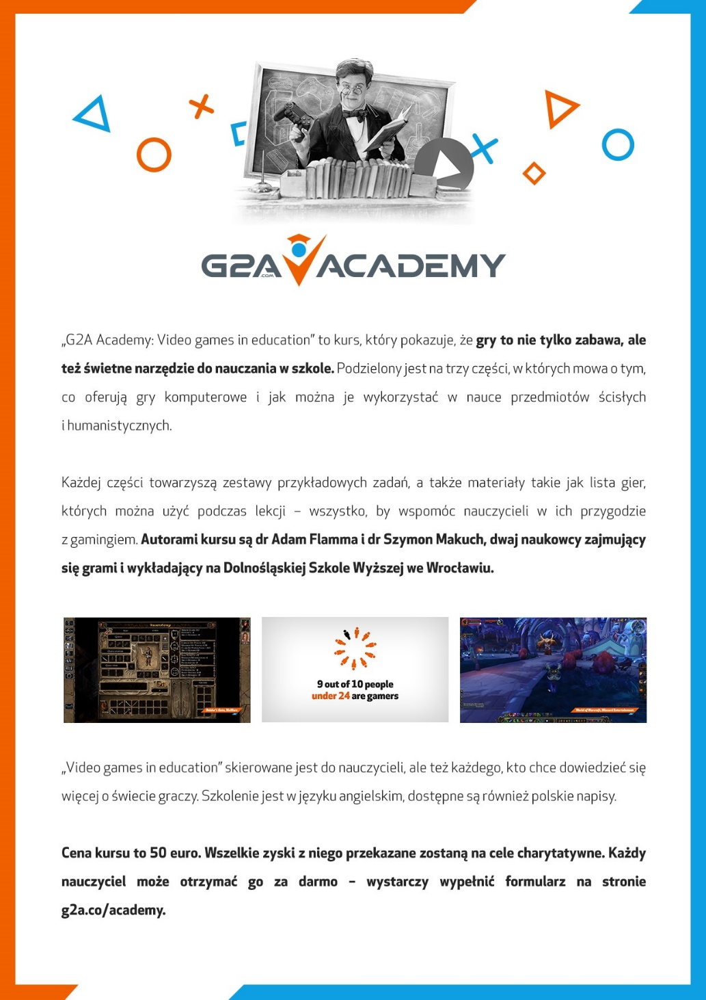 G2A .COM ACADEMY
„G2A Academy: Video games in education” to kurs, który pokazuje, że gry to nie tylko zabawa, ale
też świetne narzędzie do nauczania w szkole. Podzielony jest na trzy części, w których mowa o tym,
co oferują gry komputerowe i jak można je wykorzystać w nauce przedmiotów ścisłych
i humanistycznych.
Każdej części towarzyszą zestawy przykładowych zadań, a także materiały takie jak lista gier,
których można użyć podczas lekcji – wszystko, by wspomóc nauczycieli w ich przygodzie
z gamingiem. Autorami kursu są dr Adam Flamma i dr Szymon Makuch, dwaj naukowcy zajmujący
się grami i wykładający na Dolnośląskiej Szkole Wyższej we Wrocławiu.
Inventory
Baldur's Gate, BioWare
9 out of 10 people
under 24 are gamers
World of Warcraft, Blizzard Entertainment
„Video games in education” skierowane jest do nauczycieli, ale też każdego, kto chce dowiedzieć się
więcej o świecie graczy. Szkolenie jest w języku angielskim, dostępne są również polskie napisy.
Cena kursu to 50 euro. Wszelkie zyski z niego przekazane zostaną na cele charytatywne. Każdy
nauczyciel może otrzymać go za darmo – wystarczy wypełnić formularz na stronie
g2a.co/academy.